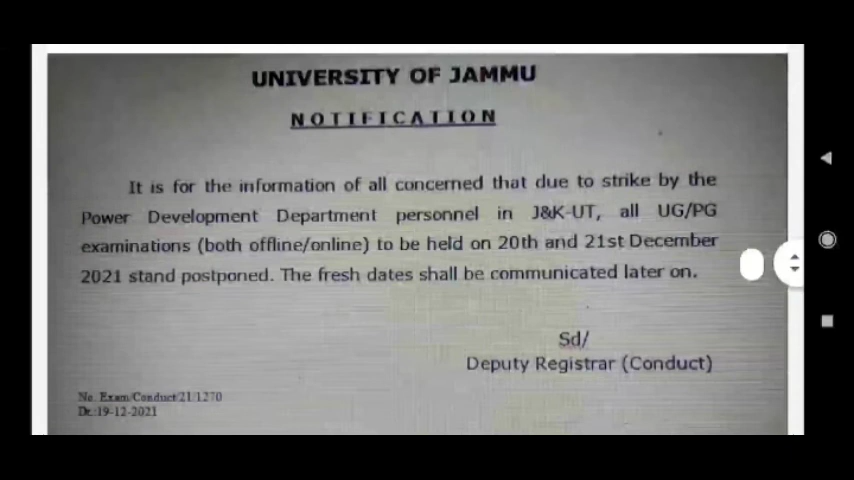 UNIVERSITY OF JAMMU
NOTIFICATION
It is for the information of all concerned that due to strike by the
Power Development Department personnel in J&K-UT, all UG/PG
examinations (both offline/online) to be held on 20th and 21st December
2021 stand postponed. The fresh dates shall be communicated later on.
Sd/
Deputy Registrar (Conduct)
No. Exam/Conduct/21/1270
Dt.:19-12-2021